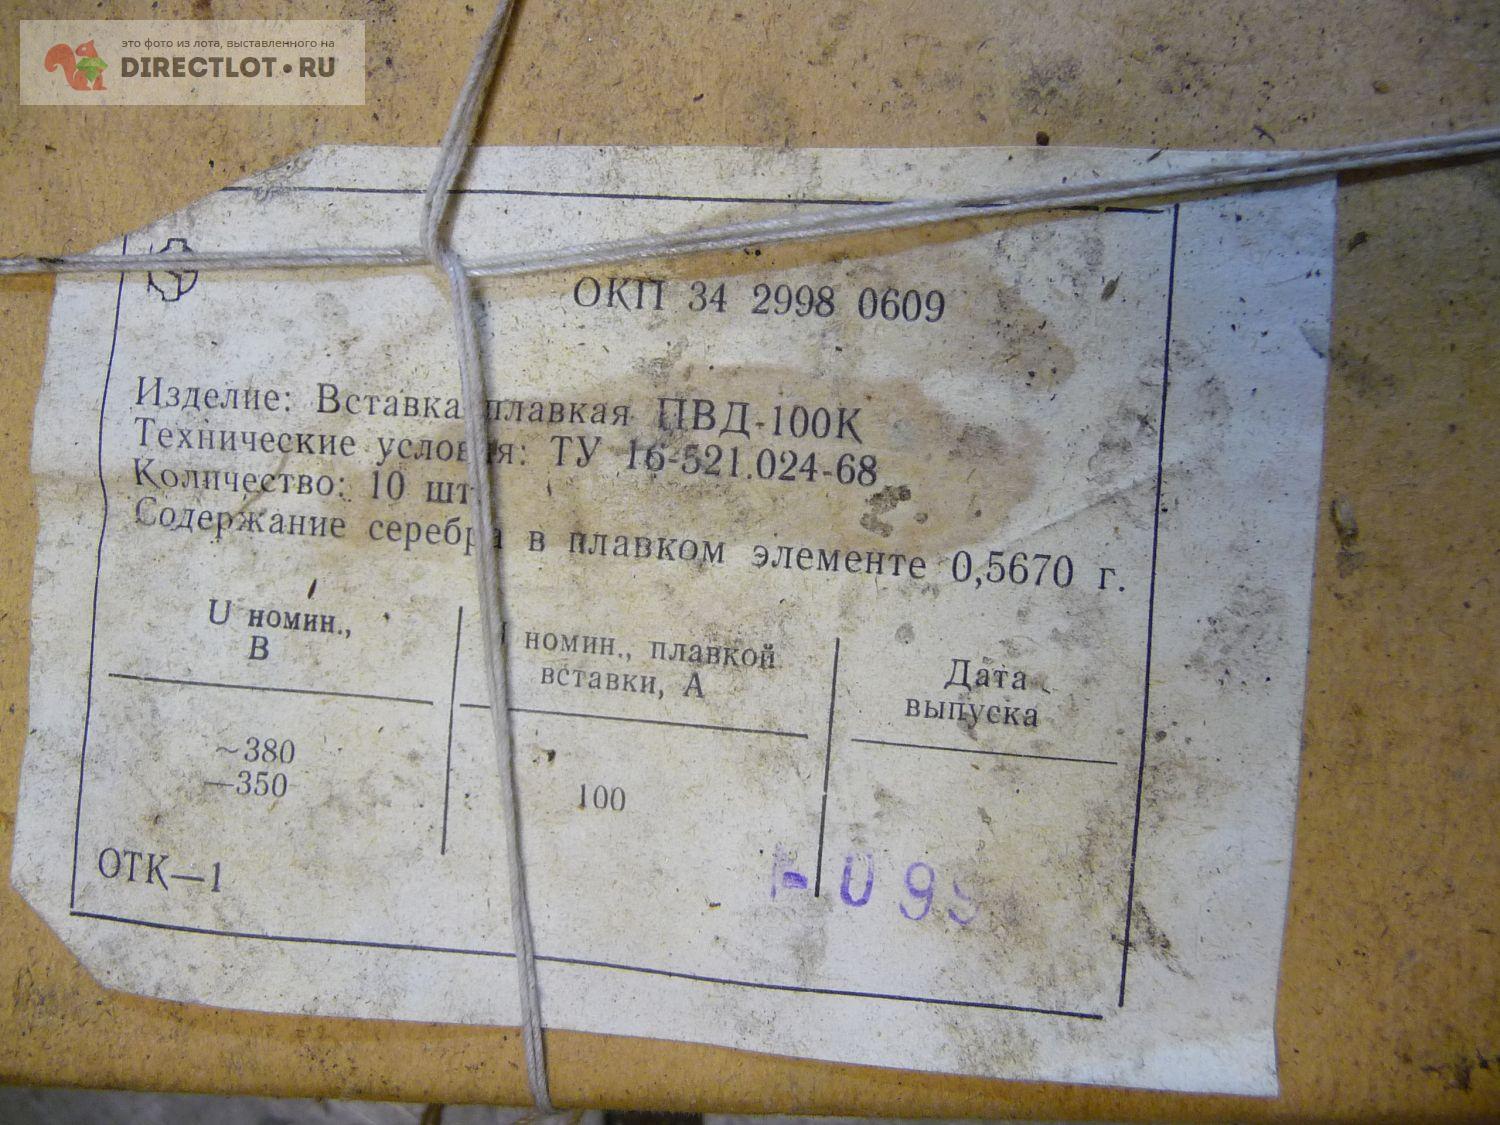 это фото из лота, выставленного на
DIRECTLOT•RU
ОКП 34 2998 0609
Изделие: Вставка плавкая ПВД-100К
Технические условия: ТУ 16-521.024-68
Количество: 10 шт
Содержание серебра в плавком элементе 0,5670 г.
U номин.,
В
номин., плавкой
вставки, А
Дата
выпуска
~380
—350
100
ОТК—1